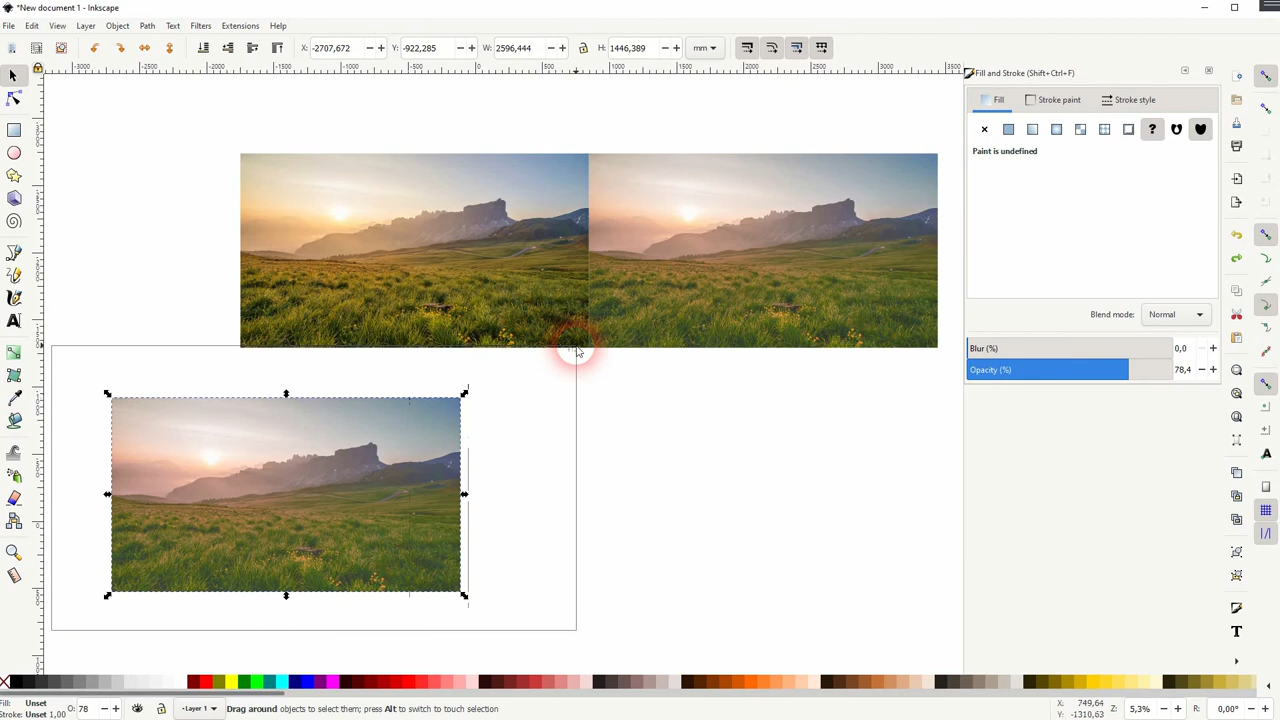 *New document 1 - Inkscape
File Edit View Layer Object Path Text Filters Extensions Help
X: -2707,672 Y: -922,285 W: 2596,444 H: 1446,389 mm
Fill and Stroke (Shift+Ctrl+F)
Fill Stroke paint Stroke style
Paint is undefined
Blend mode: Normal
Blur (%) 0,0
Opacity (%) 78,4
Fill: Unset
Stroke: Unset 1,00
O: 78
-Layer 1
Drag around objects to select them; press Alt to switch to touch selection
X: 749,64
Y: -1310,63
Z: 5,3%
R: 0,00°